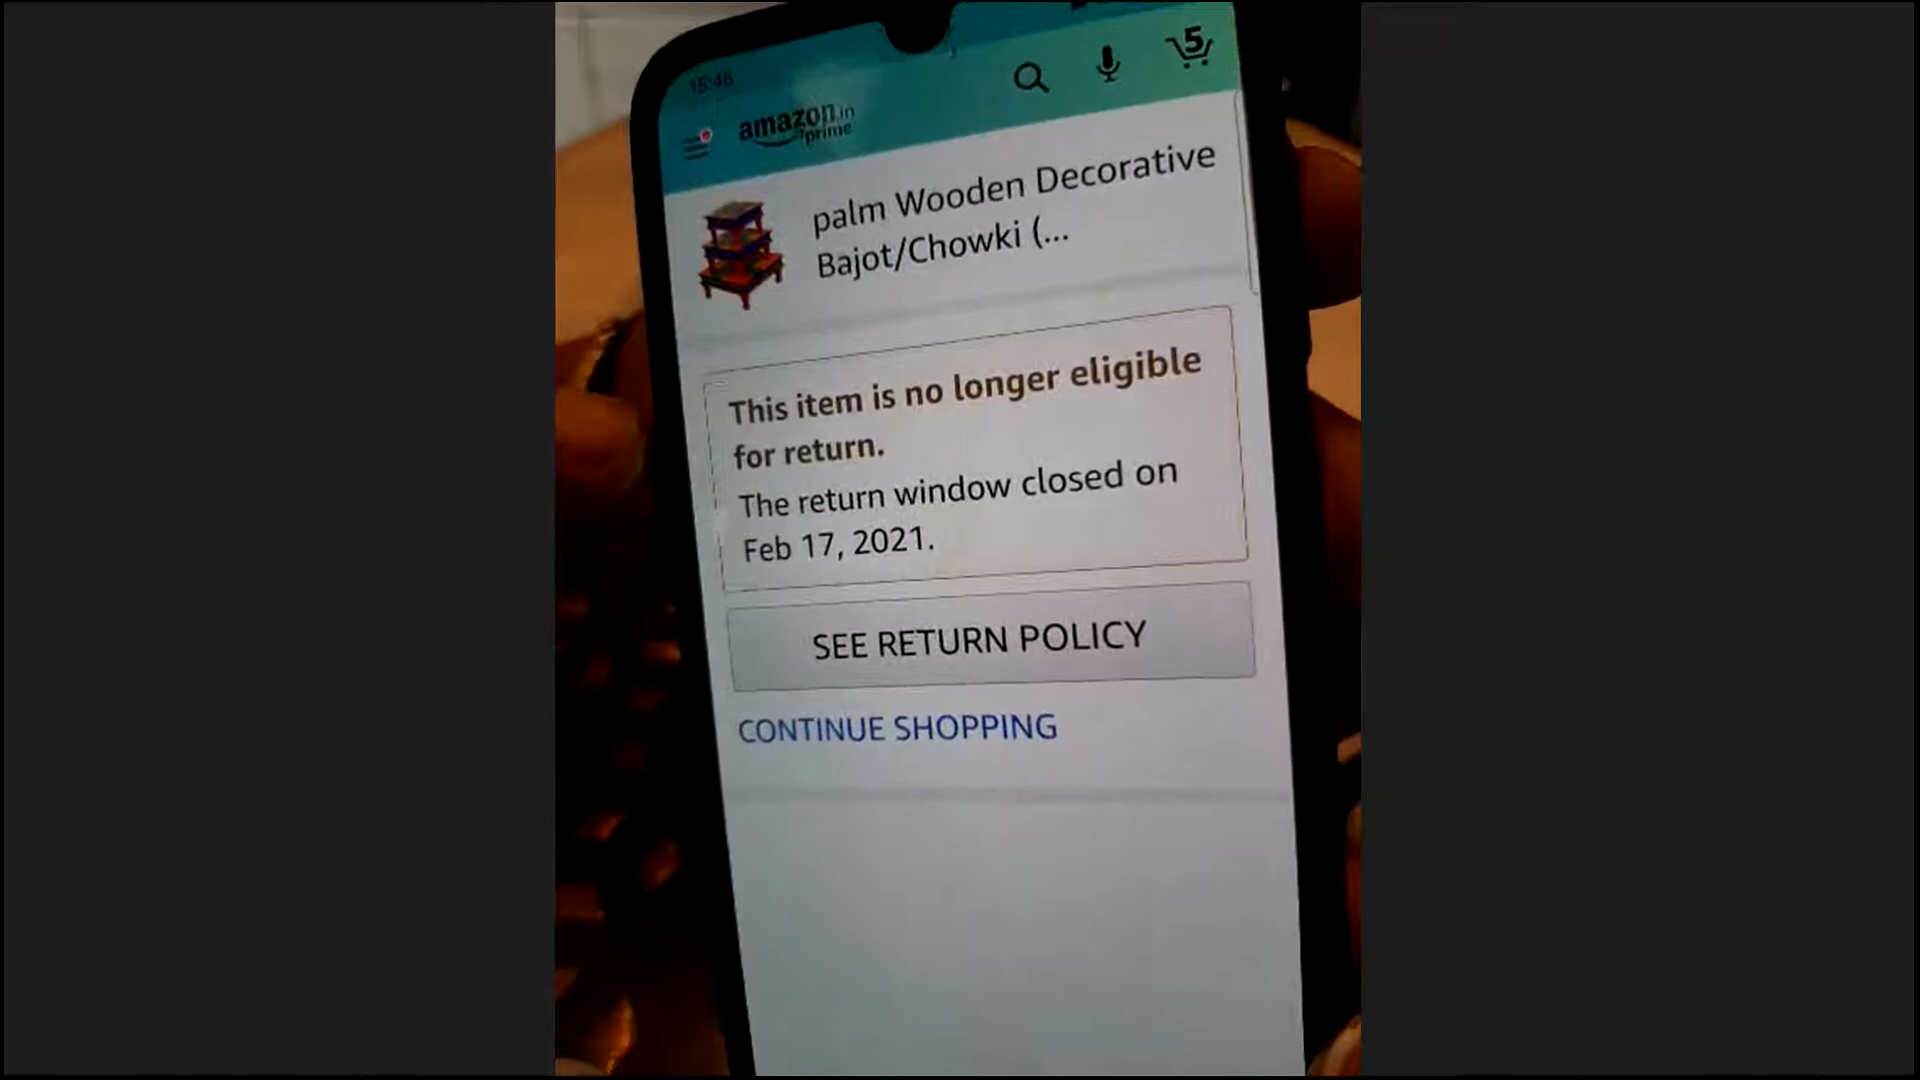 15:46
5
amazon.in
prime
palm Wooden Decorative
Bajot/Chowki (...
This item is no longer eligible
for return.
The return window closed on
Feb 17, 2021.
SEE RETURN POLICY
CONTINUE SHOPPING